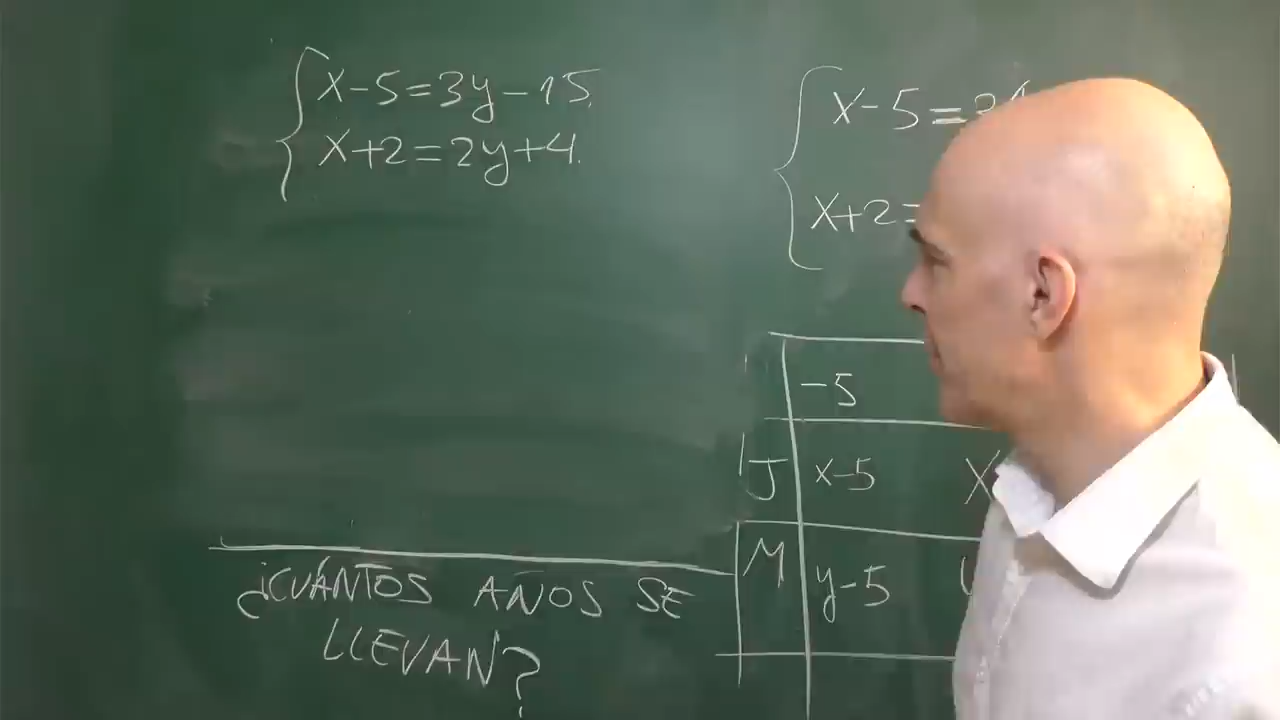 x-5=3y-15
x+2=2y+4
x-5=
x+2=
-5
J x-5 X
M y-5
¿CUÁNTOS AÑOS SE
LLEVAN?